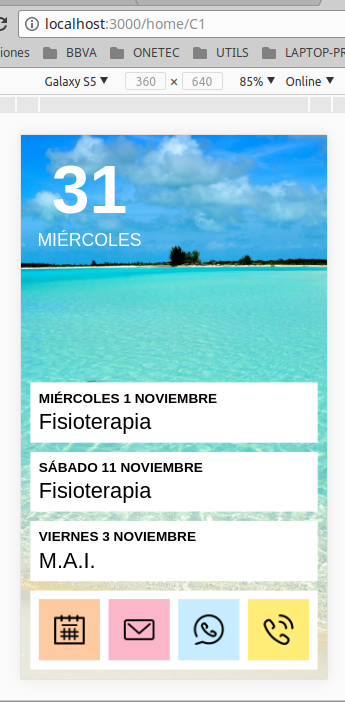 localhost:3000/home/C1
iones BBVA ONETEC UTILS LAPTOP-PR
Galaxy S5 360 × 640 85% Online
31
MIÉRCOLES
MIÉRCOLES 1 NOVIEMBRE
Fisioterapia
SÁBADO 11 NOVIEMBRE
Fisioterapia
VIERNES 3 NOVIEMBRE
M.A.I.